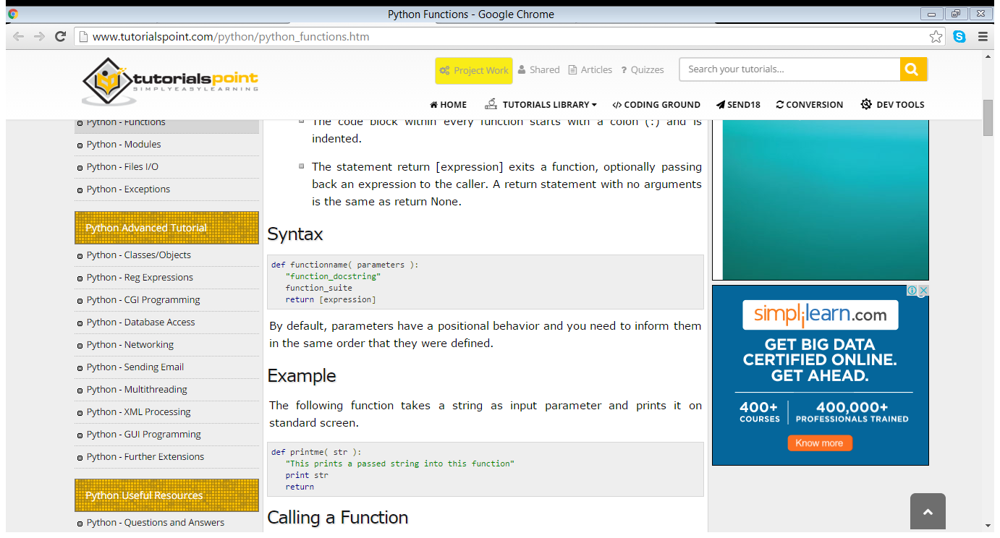 Python Functions - Google Chrome
www.tutorialspoint.com/python/python_functions.htm
tutorialspoint
SIMPLYEASYLEARNING
Project Work
Shared
Articles
? Quizzes
Search your tutorials...
HOME
TUTORIALS LIBRARY
</> CODING GROUND
SEND18
CONVERSION
DEV TOOLS
Python - Functions
Python - Modules
Python - Files I/O
Python - Exceptions
Python Advanced Tutorial
Python - Classes/Objects
Python - Reg Expressions
Python - CGI Programming
Python - Database Access
Python - Networking
Python - Sending Email
Python - Multithreading
Python - XML Processing
Python - GUI Programming
Python - Further Extensions
Python Useful Resources
Python - Questions and Answers
The code block within every function starts with a colon (:) and is
indented.
The statement return [expression] exits a function, optionally passing
back an expression to the caller. A return statement with no arguments
is the same as return None.
Syntax
def functionname( parameters ):
"function_docstring"
function_suite
return [expression]
By default, parameters have a positional behavior and you need to inform them
in the same order that they were defined.
Example
The following function takes a string as input parameter and prints it on
standard screen.
def printme( str ):
"This prints a passed string into this function"
print str
return
Calling a Function
simplilearn.com
GET BIG DATA
CERTIFIED ONLINE.
GET AHEAD.
400+
COURSES
400,000+
PROFESSIONALS TRAINED
Know more